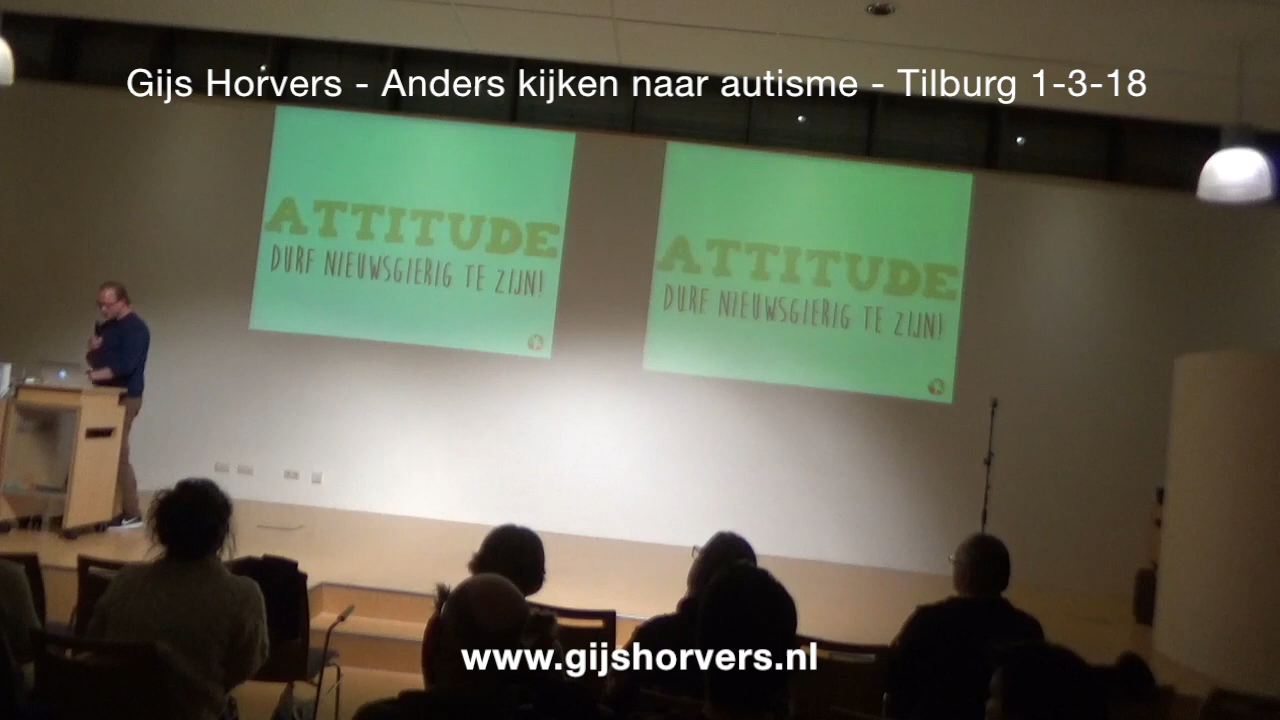 Gijs Horvers - Anders kijken naar autisme - Tilburg 1-3-18
ATTITUDE
DURF NIEUWSGIERIG TE ZIJN!
ATTITUDE
DURF NIEUWSGIERIG TE ZIJN!
www.gijshorvers.nl